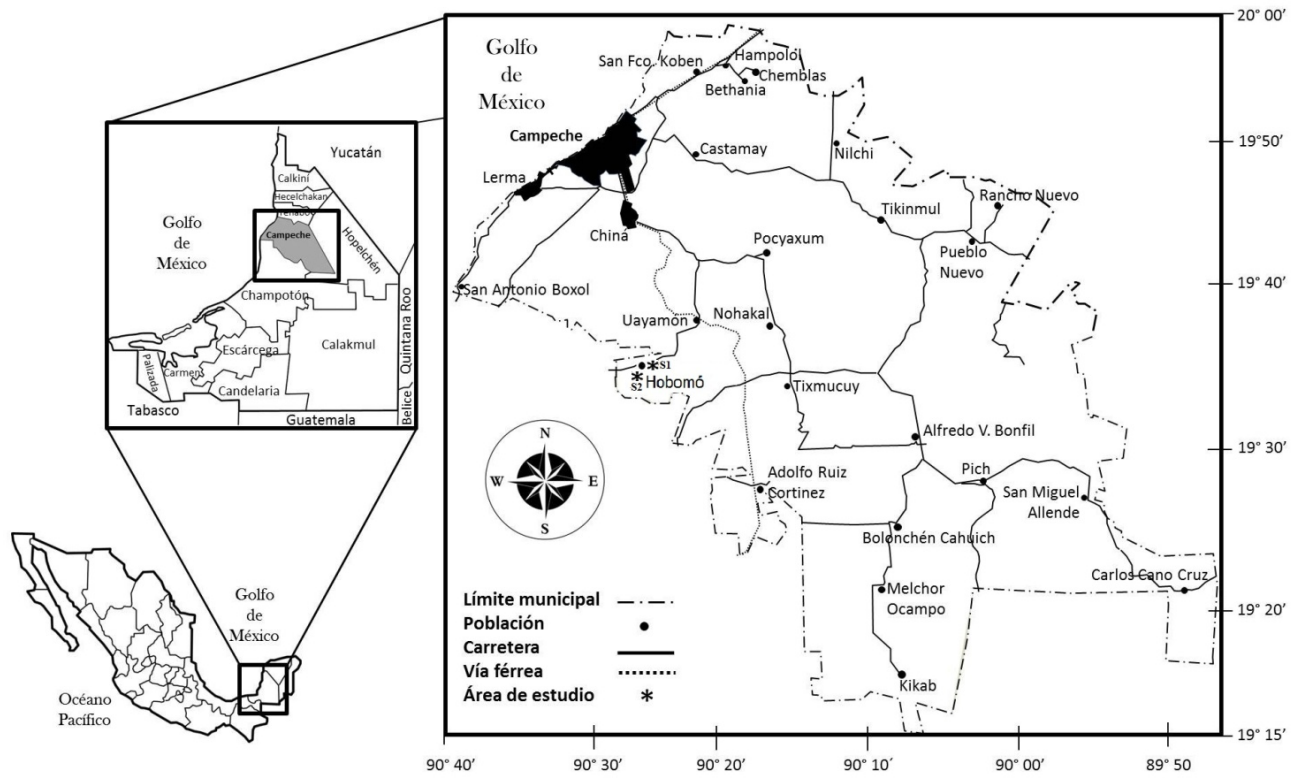 Golfo
de
México
San Fco. Koben
Hampolol
Chemblas
Bethania
Campeche
Castamay
Nilchi
Lerma
Rancho Nuevo
Tikinmul
China
Pocyaxum
Pueblo
Nuevo
San Antonio Boxol
Uayamón
Nohakal
S1
S2
Hobomó
Tixmucuy
Alfredo V. Bonfil
Adolfo Ruiz
Cortinez
Pich
San Miguel
Allende
Bolonchén Cahuich
Carlos Cano Cruz
Melchor
Ocampo
Kikab
N
W
E
S
Límite municipal
Población
Carretera
Vía férrea
Área de estudio
20° 00′
19° 50′
19° 40′
19° 30′
19° 20′
19° 15′
90° 40′
90° 30′
90° 20′
90° 10′
90° 00′
89° 50′
Yucatán
Calkiní
Hecelchakan
Tenabo
Campeche
Hopelchén
Golfo
de
México
Champotón
Escárcega
Calakmul
Carmen
Palizada
Candelaria
Tabasco
Guatemala
Belice
Quintana Roo
Golfo
de
México
Océano
Pacífico